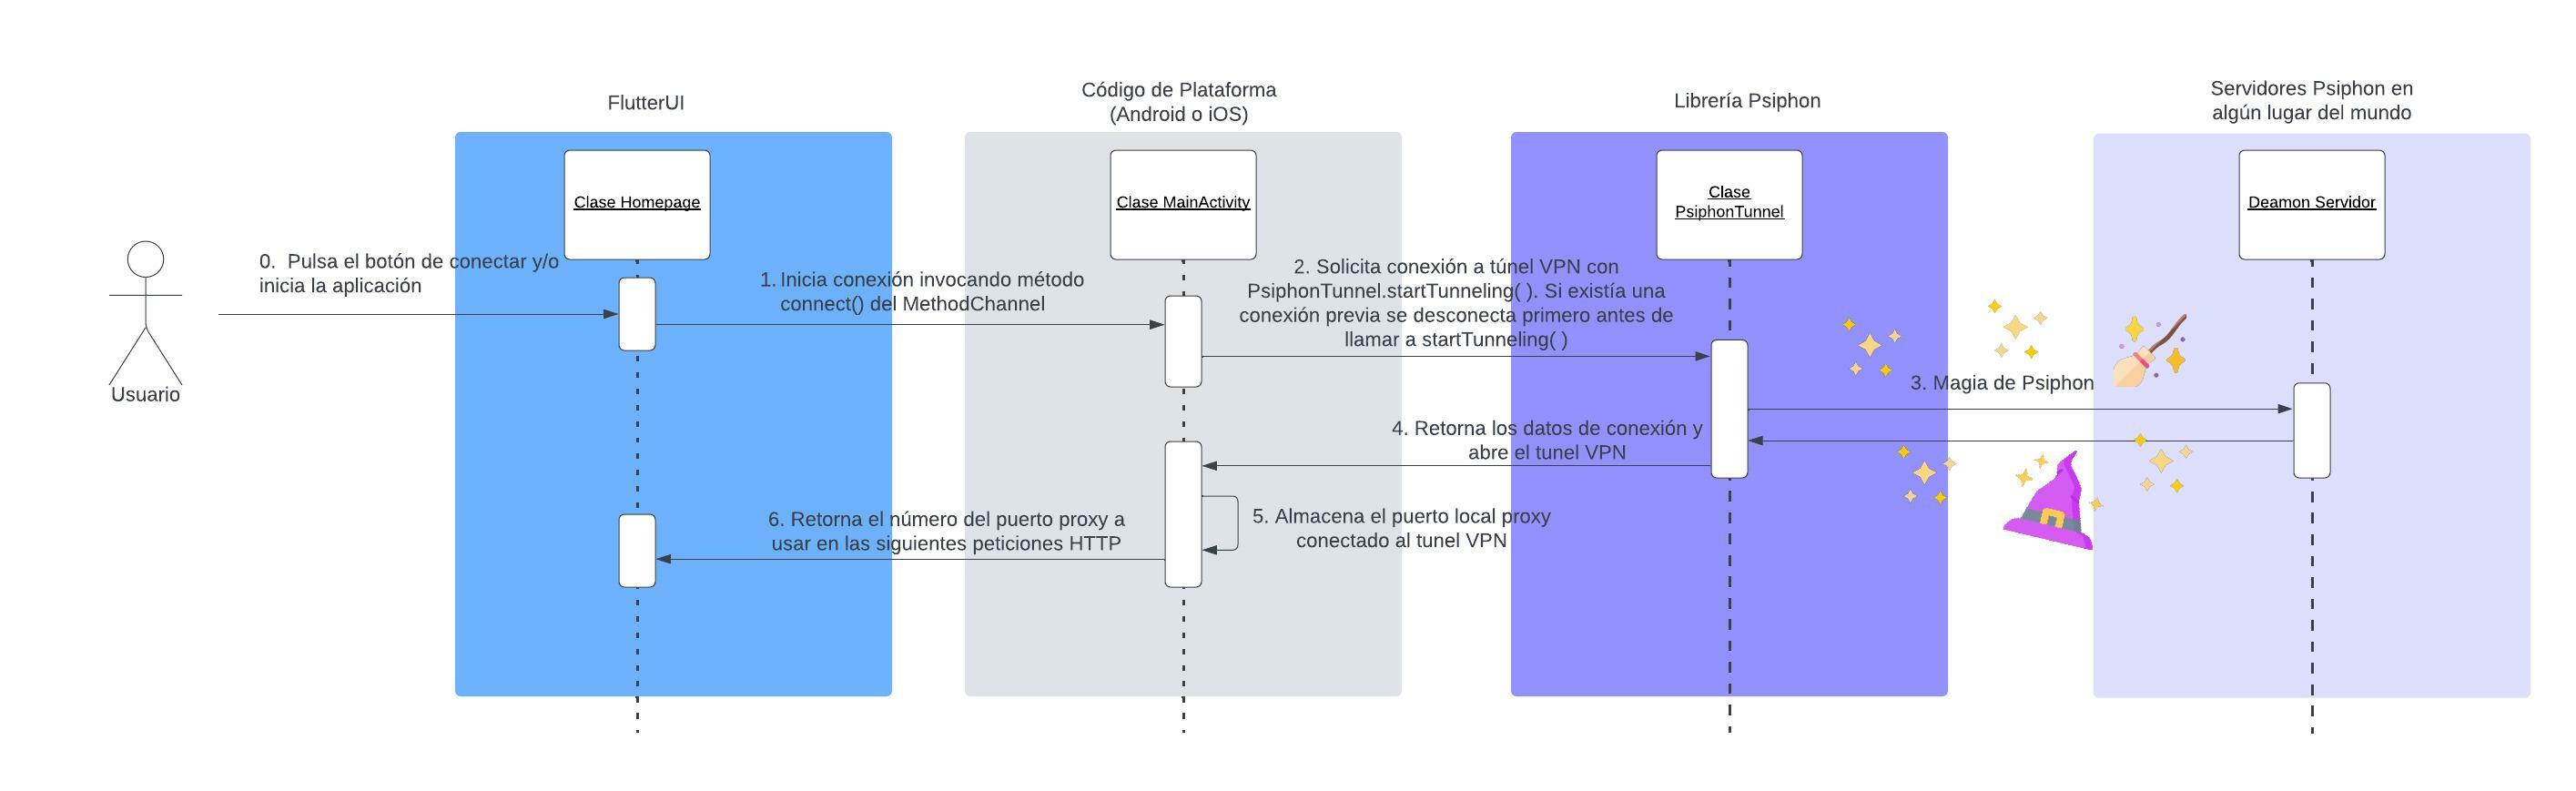 FlutterUI
Código de Plataforma
(Android o iOS)
Librería Psiphon
Servidores Psiphon en
algún lugar del mundo
Clase Homepage
Clase MainActivity
Clase
PsiphonTunnel
Deamon Servidor
Usuario
0. Pulsa el botón de conectar y/o
inicia la aplicación
1. Inicia conexión invocando método
connect() del MethodChannel
2. Solicita conexión a túnel VPN con
PsiphonTunnel.startTunneling( ). Si existía una
conexión previa se desconecta primero antes de
llamar a startTunneling( )
3. Magia de Psiphon
4. Retorna los datos de conexión y
abre el tunel VPN
5. Almacena el puerto local proxy
conectado al tunel VPN
6. Retorna el número del puerto proxy a
usar en las siguientes peticiones HTTP